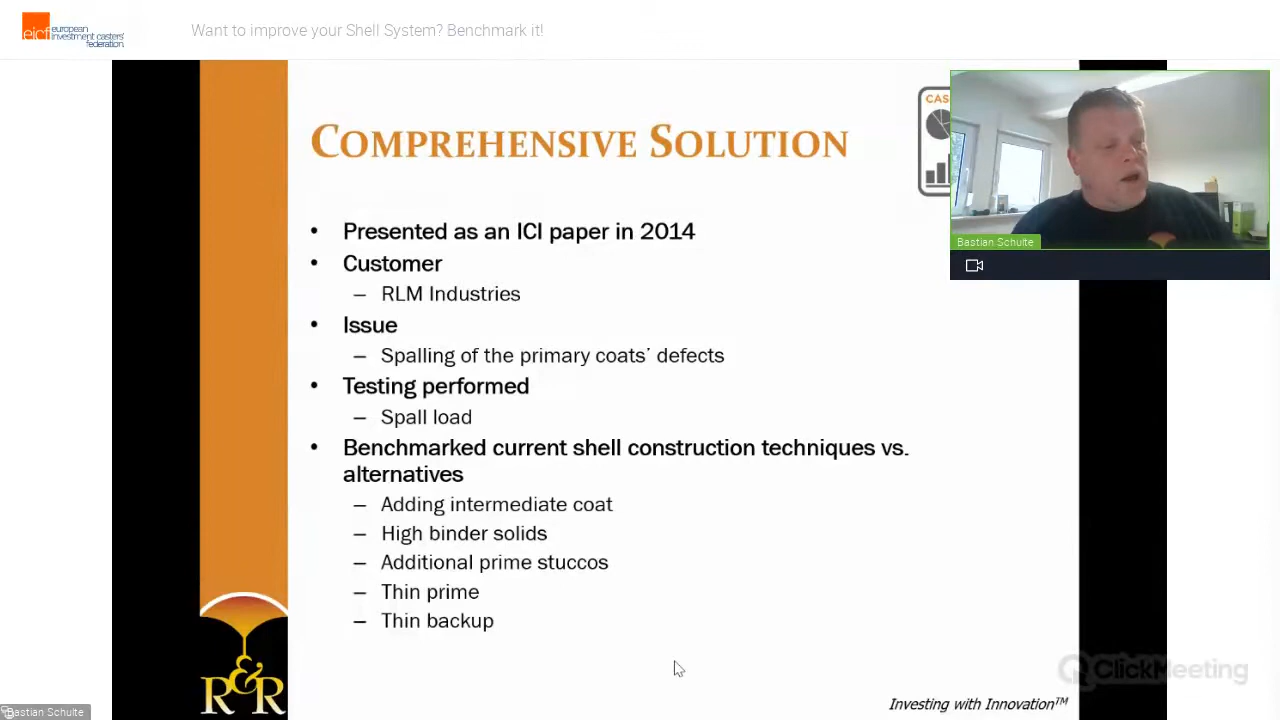 eicf european
investment casters'
federation.
Want to improve your Shell System? Benchmark it!
COMPREHENSIVE SOLUTION
CAS
Bastian Schulte
• Presented as an ICI paper in 2014
• Customer
– RLM Industries
• Issue
– Spalling of the primary coats' defects
• Testing performed
– Spall load
• Benchmarked current shell construction techniques vs.
alternatives
– Adding intermediate coat
– High binder solids
– Additional prime stuccos
– Thin prime
– Thin backup
R&R
ClickMeeting
Investing with Innovation™
Bastian Schulte